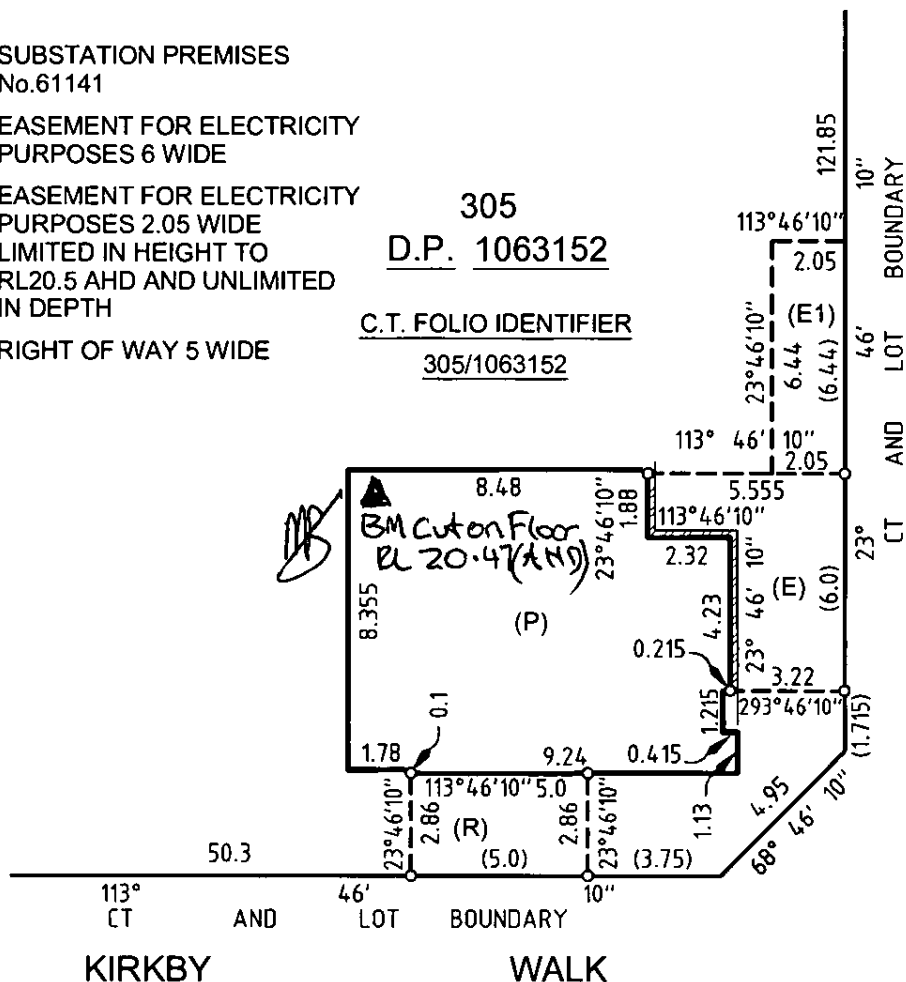 SUBSTATION PREMISES
No.61141
EASEMENT FOR ELECTRICITY
PURPOSES 6 WIDE
EASEMENT FOR ELECTRICITY
PURPOSES 2.05 WIDE
LIMITED IN HEIGHT TO
RL20.5 AHD AND UNLIMITED
IN DEPTH
RIGHT OF WAY 5 WIDE
305
D.P. 1063152
C.T. FOLIO IDENTIFIER
305/1063152
121.85
113°46'10"
2.05
(E1)
23°46'10"
6.44
(6.44)
113° 46' 10"
2.05
5.555
23° 46' 10"
CT AND LOT BOUNDARY
8.48
BM Cut on Floor
RL 20.47 (AHD)
23°46'10"
1.88
113°46'10"
2.32
(P)
8.355
4.23
23° 46' 10"
(E)
(6.0)
0.215
3.22
293°46'10"
1.215
(1.715)
0.415
1.13
0.1
1.78
9.24
113°46'10" 5.0
23°46'10"
2.86
(R)
2.86
23°46'10"
4.95
68° 46' 10"
50.3
(5.0)
(3.75)
113° 46' 10"
CT AND LOT BOUNDARY
KIRKBY WALK